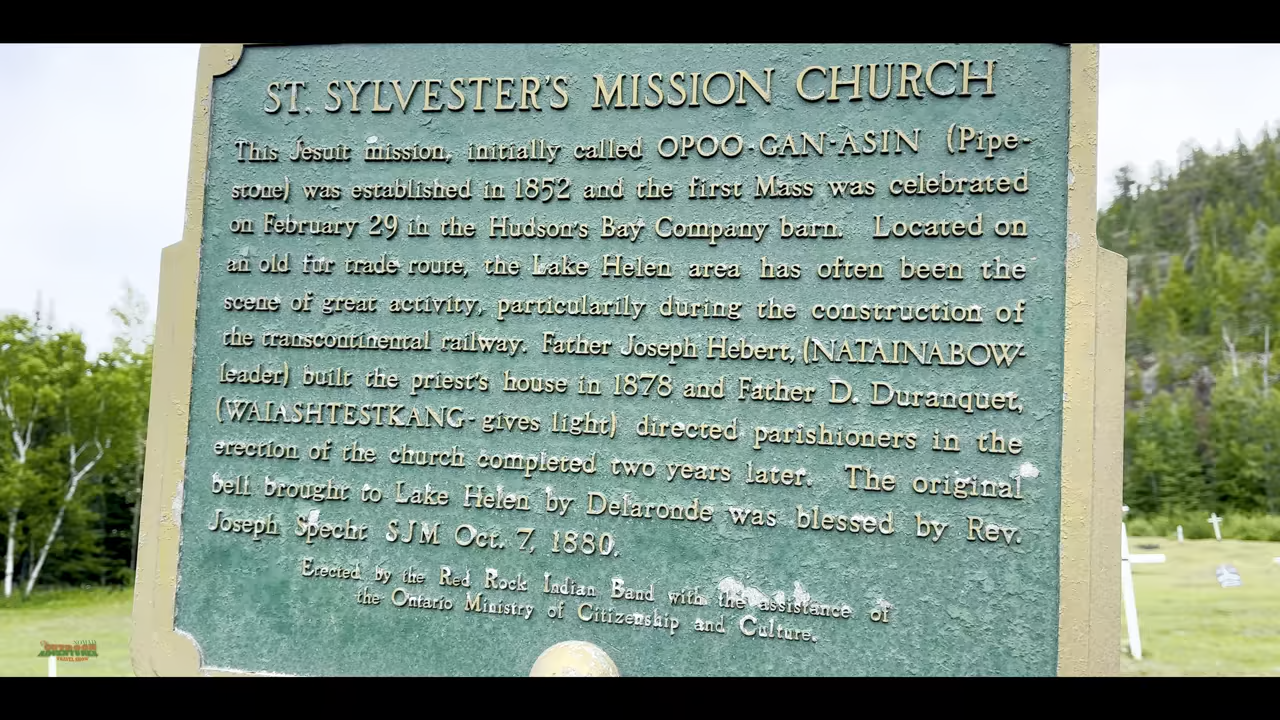 ST. SYLVESTER'S MISSION CHURCH
This Jesuit mission, initially called OPOO-GAN-ASIN (Pipe-
stone) was established in 1852 and the first Mass was celebrated
on February 29 in the Hudson's Bay Company barn. Located on
an old fur trade route, the Lake Helen area has often been the
scene of great activity, particularily during the construction of
the transcontinental railway. Father Joseph Hebert, (NATAINABOW-
leader) built the priest's house in 1878 and Father D. Duranquet,
(WAIASHTESTKANG - gives light) directed parishioners in the
erection of the church completed two years later. The original
bell brought to Lake Helen by Delaronde was blessed by Rev.
Joseph Specht SJM Oct. 7, 1880.
Erected by the Red Rock Indian Band with the assistance of
the Ontario Ministry of Citizenship and Culture.
OUTDOOR
ADVENTURES